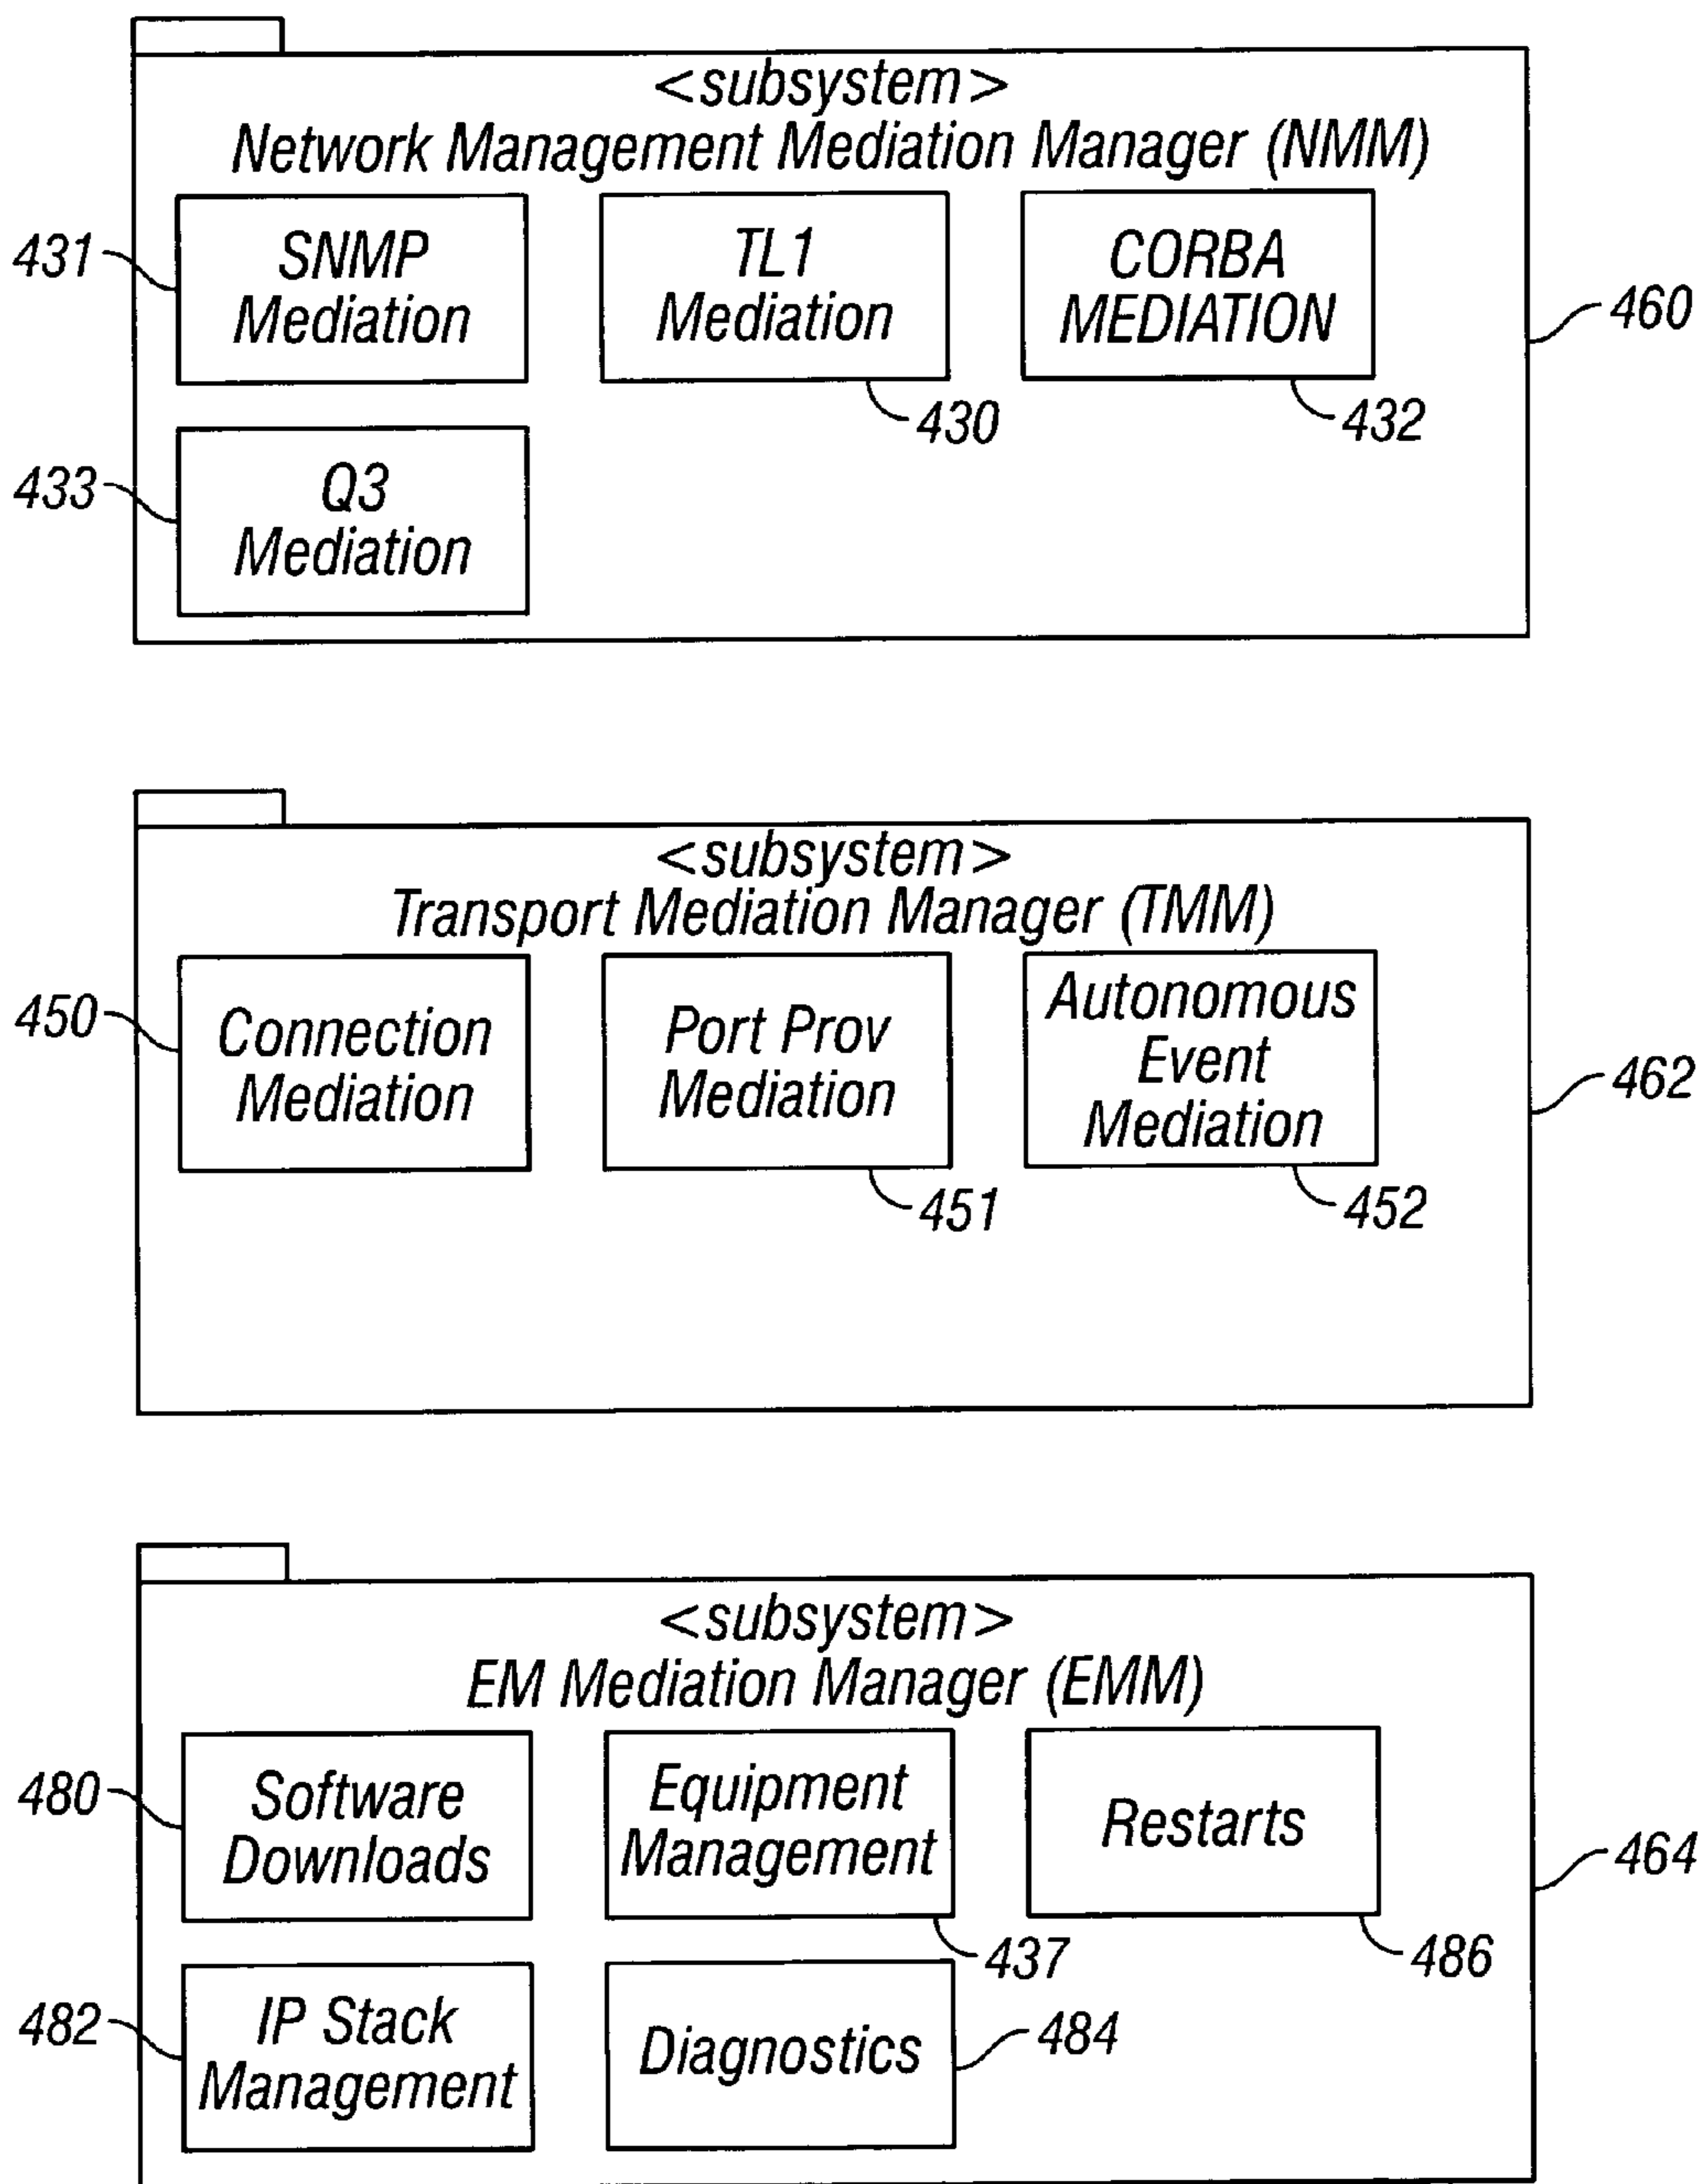 <subsystem>
Network Management Mediation Manager (NMM)
431
SNMP
Mediation
TL1
Mediation
CORBA
MEDIATION
460
430
432
433
Q3
Mediation
<subsystem>
Transport Mediation Manager (TMM)
450
Connection
Mediation
Port Prov
Mediation
Autonomous
Event
Mediation
462
451
452
<subsystem>
EM Mediation Manager (EMM)
480
Software
Downloads
Equipment
Management
Restarts
464
437
486
482
IP Stack
Management
Diagnostics
484